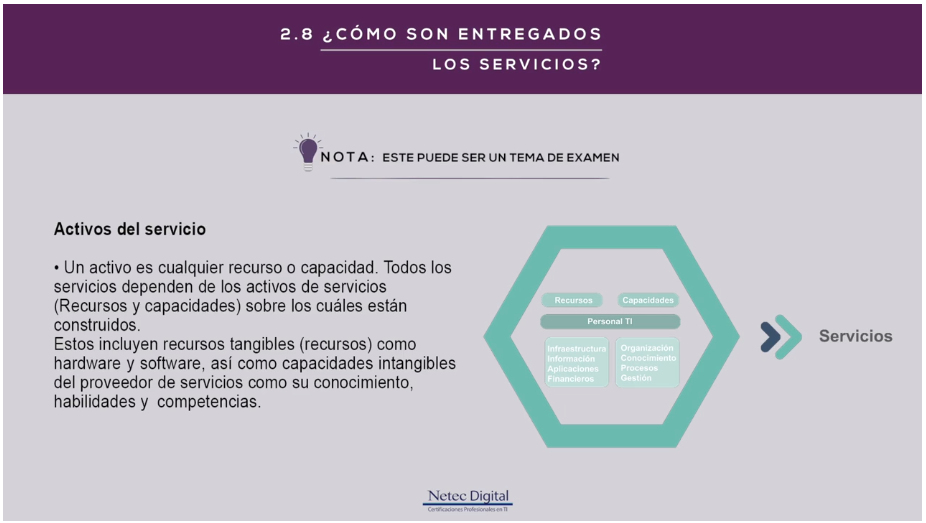 2.8 ¿CÓMO SON ENTREGADOS
LOS SERVICIOS?
NOTA: ESTE PUEDE SER UN TEMA DE EXAMEN
Activos del servicio
• Un activo es cualquier recurso o capacidad. Todos los
servicios dependen de los activos de servicios
(Recursos y capacidades) sobre los cuáles están
construidos.
Estos incluyen recursos tangibles (recursos) como
hardware y software, así como capacidades intangibles
del proveedor de servicios como su conocimiento,
habilidades y competencias.
Recursos
Capacidades
Personal TI
Infraestructura
Información
Aplicaciones
Financieros
Organización
Conocimiento
Procesos
Gestión
Servicios
Netec Digital
Certificaciones Profesionales en TI